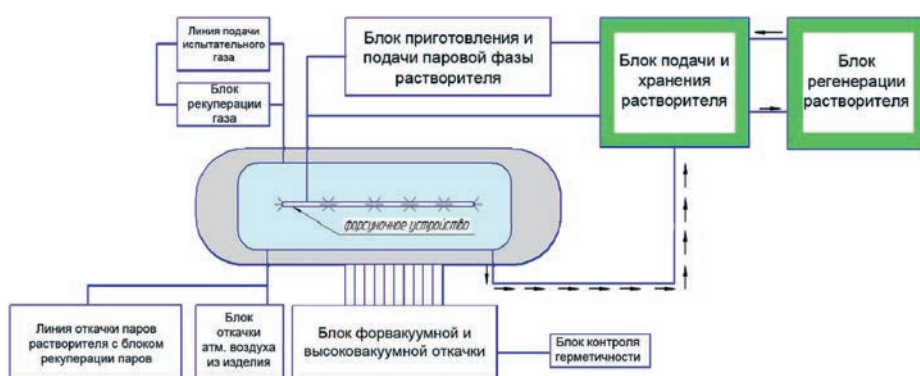 Линия подачи
испытательного
газа
Блок
рекуперации
газа
Блок приготовления и
подачи паровой фазы
растворителя
Блок подачи и
хранения
растворителя
Блок
регенерации
растворителя
форсуночное устройство
Линия откачки паров
растворителя с блоком
рекуперации паров
Блок
откачки
атм. воздуха
из изделия
Блок форвакуумной и
высоковакуумной откачки
Блок контроля
герметичности